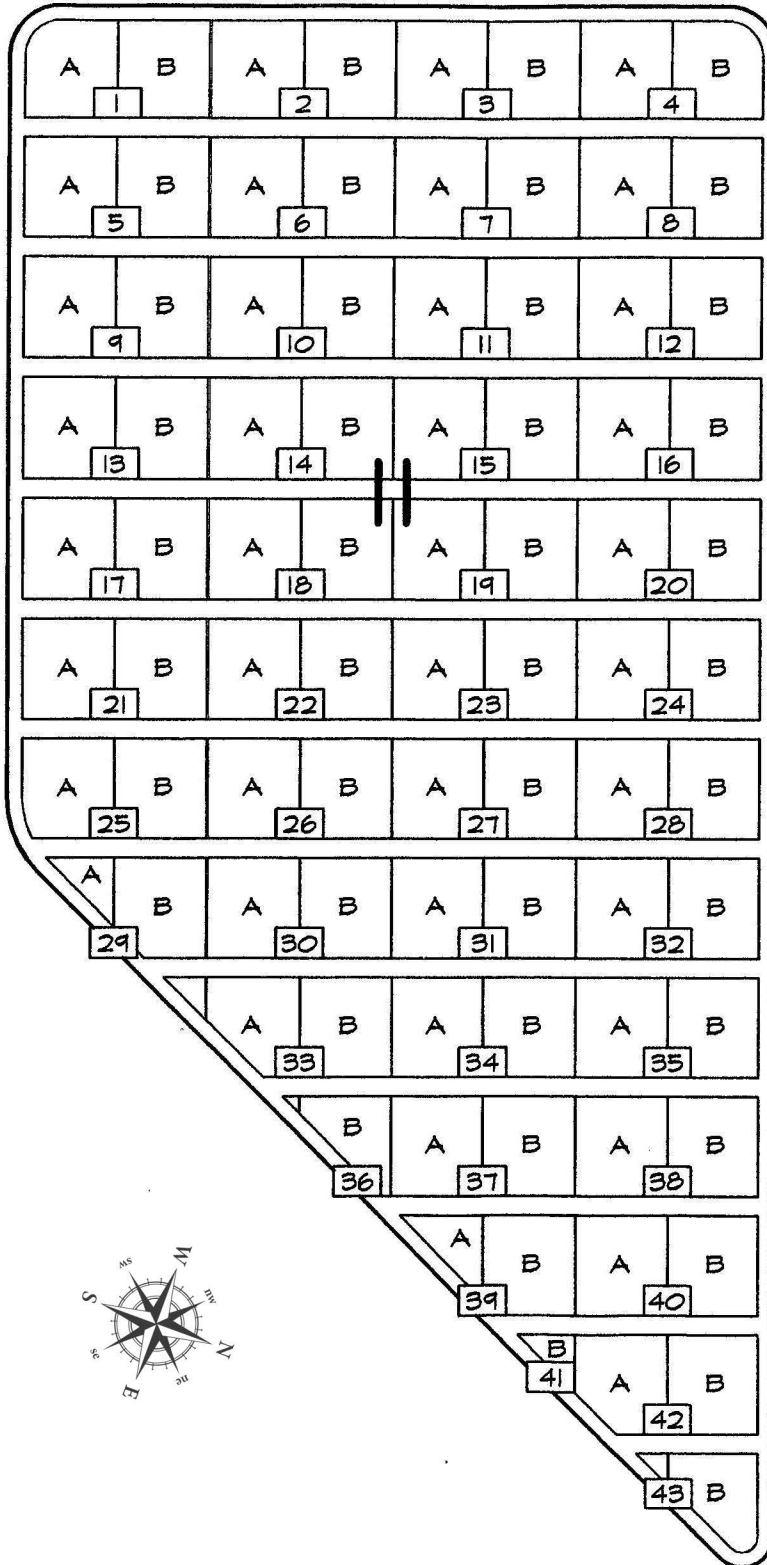 A B A B A B A B
1 2 3 4
A B A B A B A B
5 6 7 8
A B A B A B A B
9 10 11 12
A B A B A B A B
13 14 15 16
A B A B A B A B
17 18 19 20
A B A B A B A B
21 22 23 24
A B A B A B A B
25 26 27 28
A B A B A B A B
29 30 31 32
A B A B A B
33 34 35
B A B A B
36 37 38
A B A B
39 40
B A B
41 42
43 B
W
sw nw
S N
se ne
E